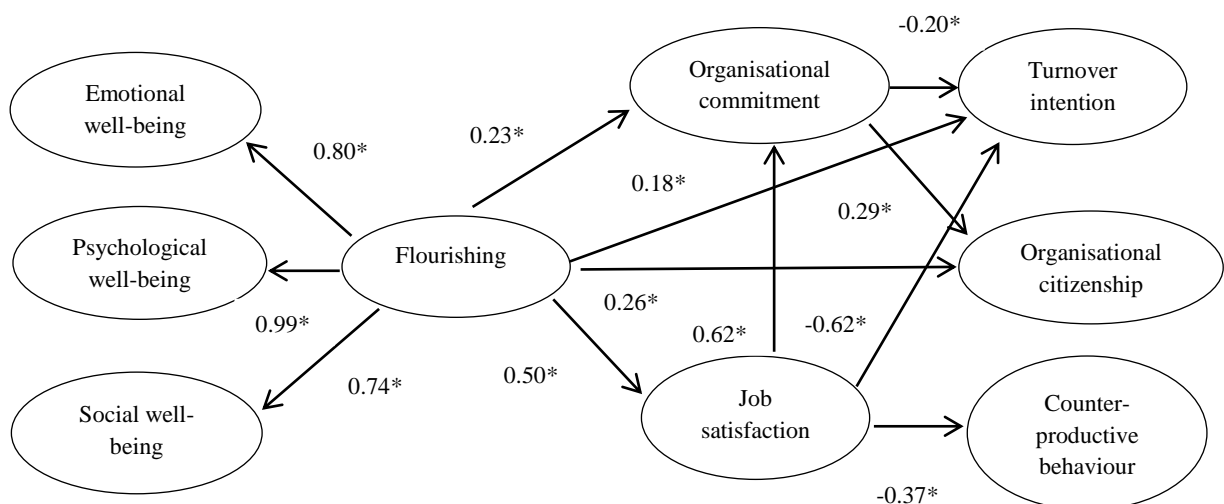 -0.20*
Emotional
well-being
Organisational
commitment
Turnover
intention
0.80*
0.23*
0.18*
0.29*
Psychological
well-being
Flourishing
Organisational
citizenship
0.99*
0.26*
0.62*
-0.62*
0.74*
0.50*
Social well-
being
Job
satisfaction
Counter-
productive
behaviour
-0.37*